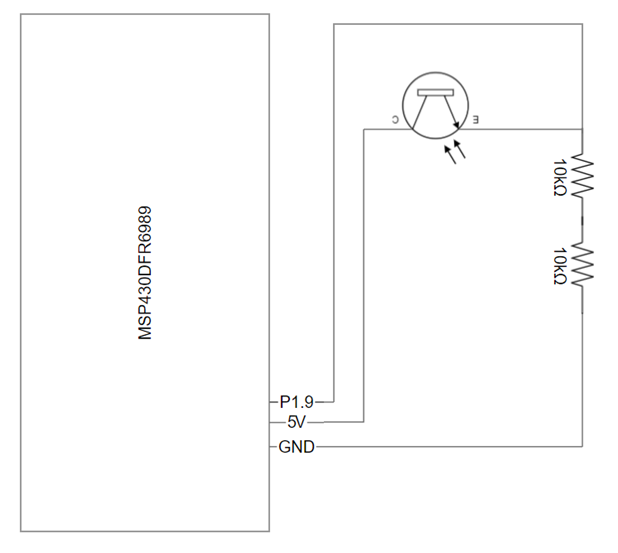 MSP430DFR6989
C
E
10kΩ
10kΩ
P1.9
5V
GND